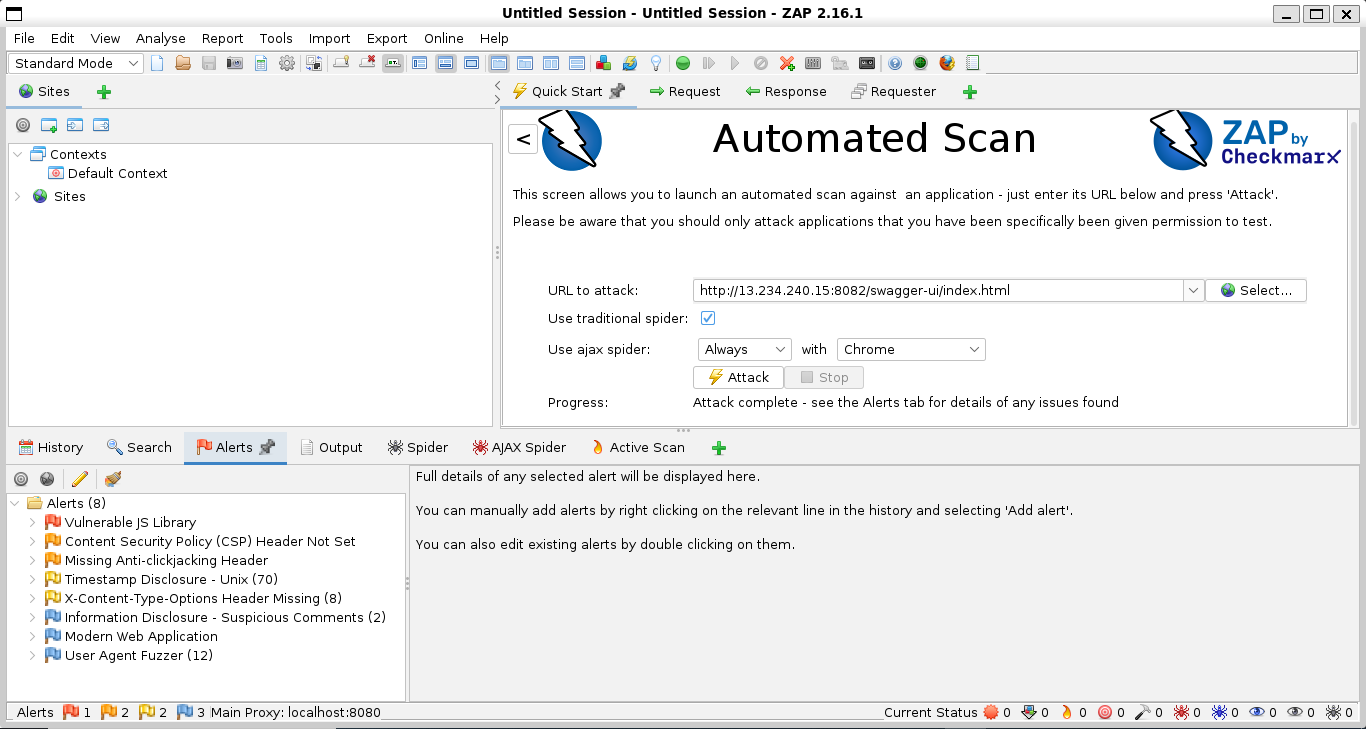 Untitled Session - Untitled Session - ZAP 2.16.1
File Edit View Analyse Report Tools Import Export Online Help
Standard Mode
Sites
Quick Start Request Response Requester
< Automated Scan ZAP by Checkmarx
This screen allows you to launch an automated scan against  an application - just enter its URL below and press 'Attack'.
Please be aware that you should only attack applications that you have been specifically been given permission to test.
URL to attack: http://13.234.240.15:8082/swagger-ui/index.html Select...
Use traditional spider:
Use ajax spider: Always with Chrome
Attack Stop
Progress: Attack complete - see the Alerts tab for details of any issues found
Contexts
Default Context
Sites
History Search Alerts Output Spider AJAX Spider Active Scan
Alerts (8)
Vulnerable JS Library
Content Security Policy (CSP) Header Not Set
Missing Anti-clickjacking Header
Timestamp Disclosure - Unix (70)
X-Content-Type-Options Header Missing (8)
Information Disclosure - Suspicious Comments (2)
Modern Web Application
User Agent Fuzzer (12)
Full details of any selected alert will be displayed here.
You can manually add alerts by right clicking on the relevant line in the history and selecting 'Add alert'.
You can also edit existing alerts by double clicking on them.
Alerts 1 2 2 3 Main Proxy: localhost:8080 Current Status 0 0 0 0 0 0 0 0 0 0